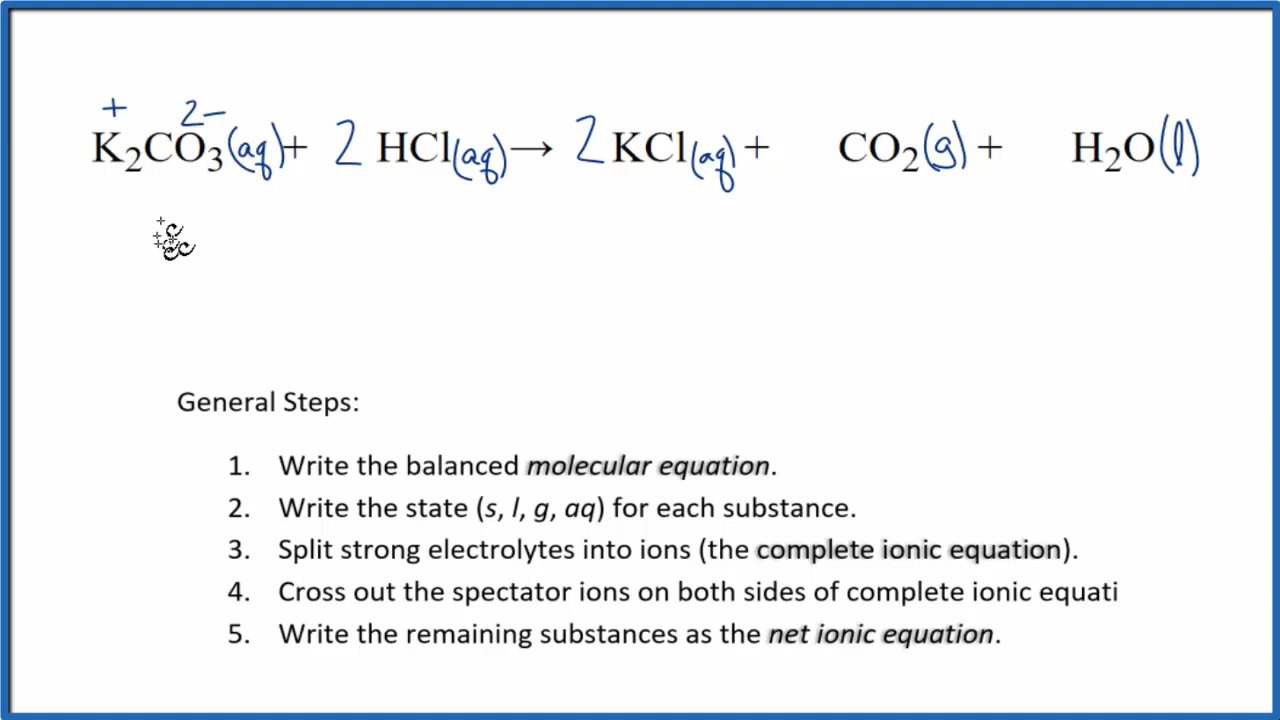 + 2−
K₂CO₃(aq) + 2 HCl(aq) → 2 KCl(aq) + CO₂(g) + H₂O(l)
General Steps:
1. Write the balanced molecular equation.
2. Write the state (s, l, g, aq) for each substance.
3. Split strong electrolytes into ions (the complete ionic equation).
4. Cross out the spectator ions on both sides of complete ionic equati
5. Write the remaining substances as the net ionic equation.